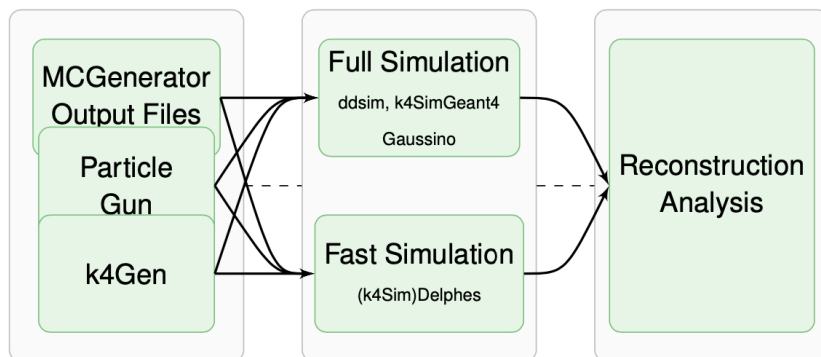 MCGenerator
Output Files
Particle
Gun
k4Gen
Full Simulation
ddsim, k4SimGeant4
Gaussino
Fast Simulation
(k4Sim)Delphes
Reconstruction
Analysis